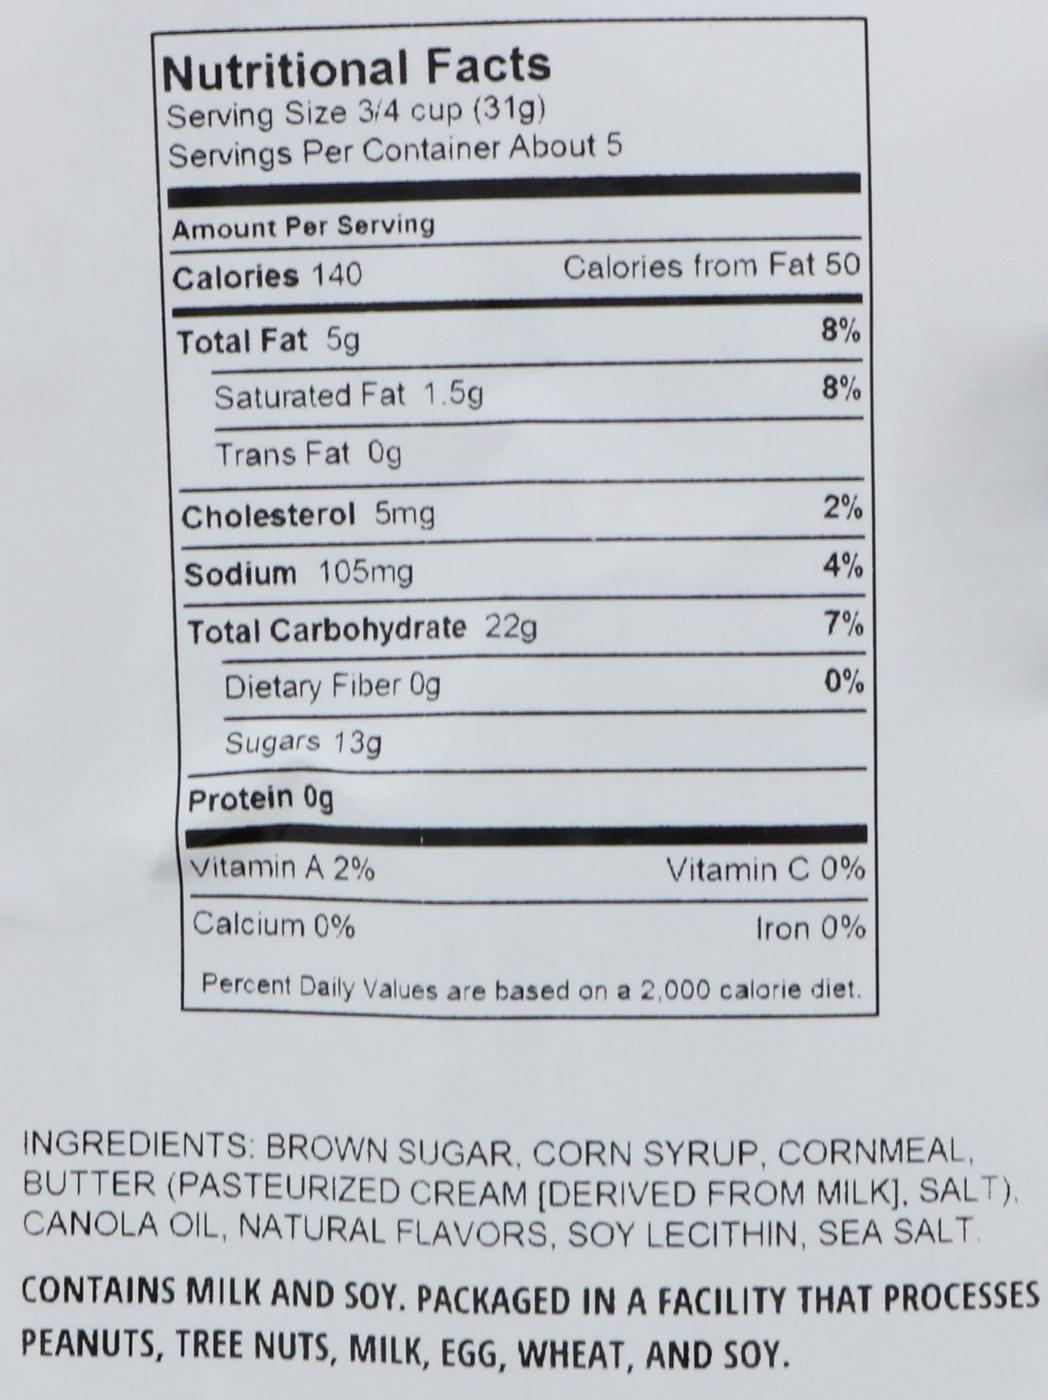 Nutritional Facts
Serving Size 3/4 cup (31g)
Servings Per Container About 5
Amount Per Serving
Calories 140 Calories from Fat 50
Total Fat 5g 8%
Saturated Fat 1.5g 8%
Trans Fat 0g
Cholesterol 5mg 2%
Sodium 105mg 4%
Total Carbohydrate 22g 7%
Dietary Fiber 0g 0%
Sugars 13g
Protein 0g
Vitamin A 2% Vitamin C 0%
Calcium 0% Iron 0%
Percent Daily Values are based on a 2,000 calorie diet.
INGREDIENTS: BROWN SUGAR, CORN SYRUP, CORNMEAL,
BUTTER (PASTEURIZED CREAM [DERIVED FROM MILK], SALT),
CANOLA OIL, NATURAL FLAVORS, SOY LECITHIN, SEA SALT.
CONTAINS MILK AND SOY. PACKAGED IN A FACILITY THAT PROCESSES
PEANUTS, TREE NUTS, MILK, EGG, WHEAT, AND SOY.